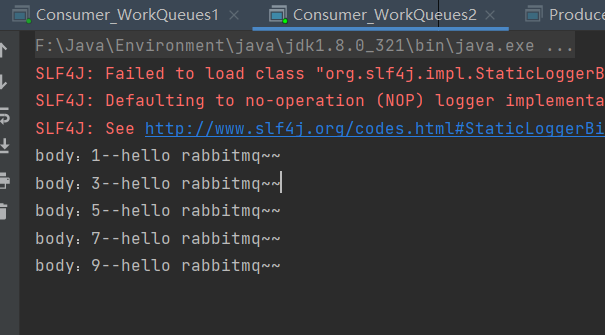 Consumer_WorkQueues1 Consumer_WorkQueues2 Produce
F:\Java\Environment\java\jdk1.8.0_321\bin\java.exe ...
SLF4J: Failed to load class "org.slf4j.impl.StaticLoggerB
SLF4J: Defaulting to no-operation (NOP) logger implementa
SLF4J: See http://www.slf4j.org/codes.html#StaticLoggerBi
body：1--hello rabbitmq~~
body：3--hello rabbitmq~~
body：5--hello rabbitmq~~
body：7--hello rabbitmq~~
body：9--hello rabbitmq~~